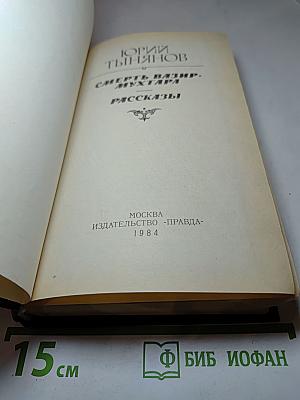 ЮРИЙ
ТЫНЯНОВ
СМЕРТЬ ВАЗИР-
МУХТАРА
РАССКАЗЫ
МОСКВА
ИЗДАТЕЛЬСТВО «ПРАВДА»
1984
15 см
Ф БИБ ИОФАН